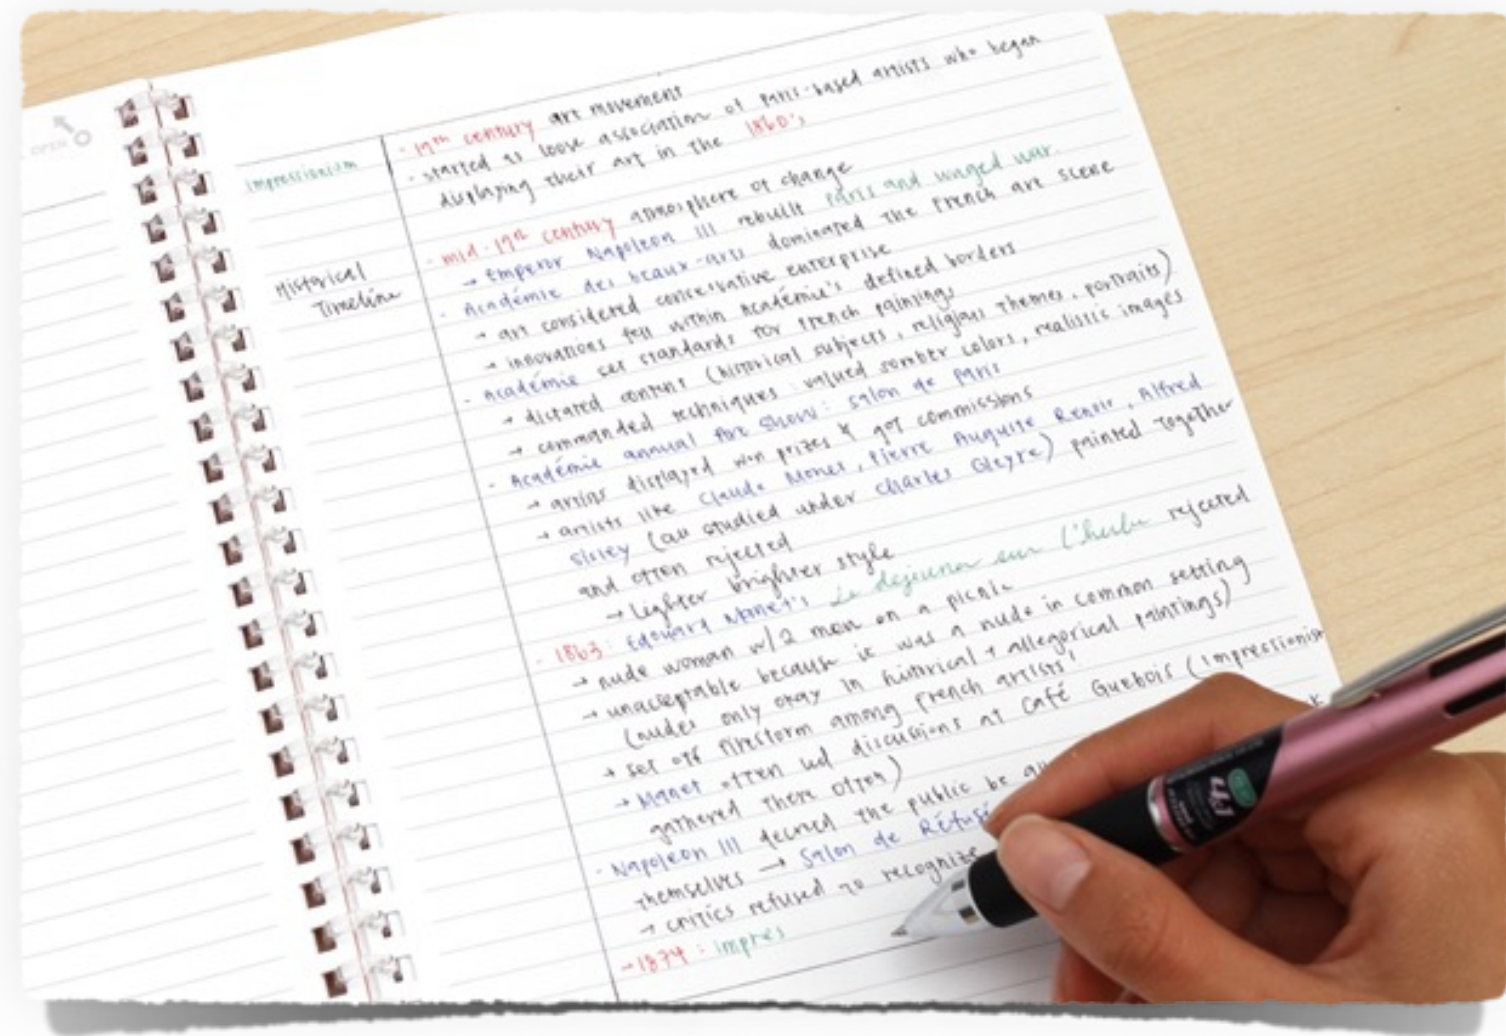 OPEN
Impressionism
Historical
Timeline
- 19th century art movement
- started as loose association of Paris-based artists who began
displaying their art in the 1860's
- mid-19th century atmosphere of change
→ Emperor Napoleon III rebuilt Paris and waged war
- Académie des beaux-arts dominated the French art scene
→ art considered conservative enterprise
→ innovations fell within Académie's defined borders
- Académie set standards for French paintings
→ dictated content (historical subjects, religious themes, portraits)
→ commanded techniques: valued somber colors, realistic images
- Académie annual Art Show: Salon de Paris
→ artists displayed won prizes & got commissions
→ artists like Claude Monet, Pierre Auguste Renoir, Alfred
Sisley (all studied under Charles Gleyre) painted together
and often rejected
→ lighter brighter style
- 1863: Edouard Manet's Le dejeuner sur l'herbe rejected
→ nude woman w/2 men on a picnic
→ unacceptable because it was a nude in common setting
(nudes only okay in historical + allegorical paintings)
→ set off firestorm among French artists!
→ Manet often led discussions at Café Guerbois (impressionism
gathered there often)
- Napoleon III decreed the public be
themselves → Salon de Réfusé
→ critics refused to recognize
→ 1874: impres